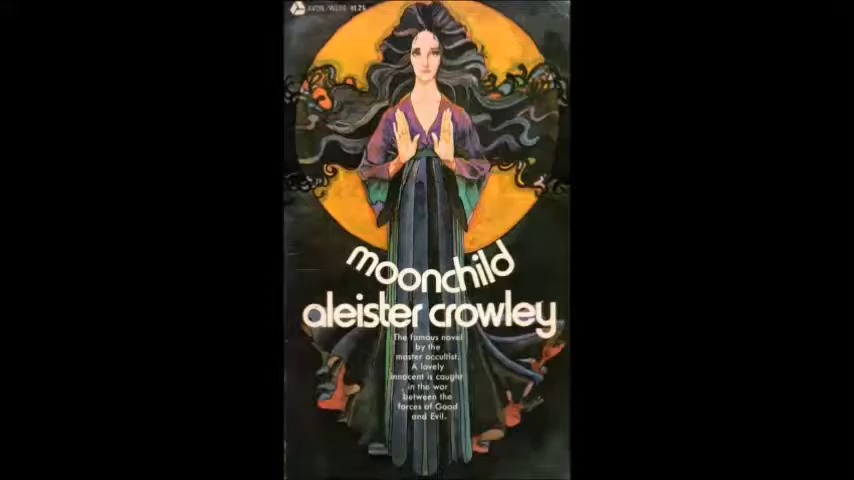 AVON
moonchild
aleister crowley
The famous novel
by the
master occultist.
A lovely
innocent is caught
in the war
between the
forces of Good
and Evil.